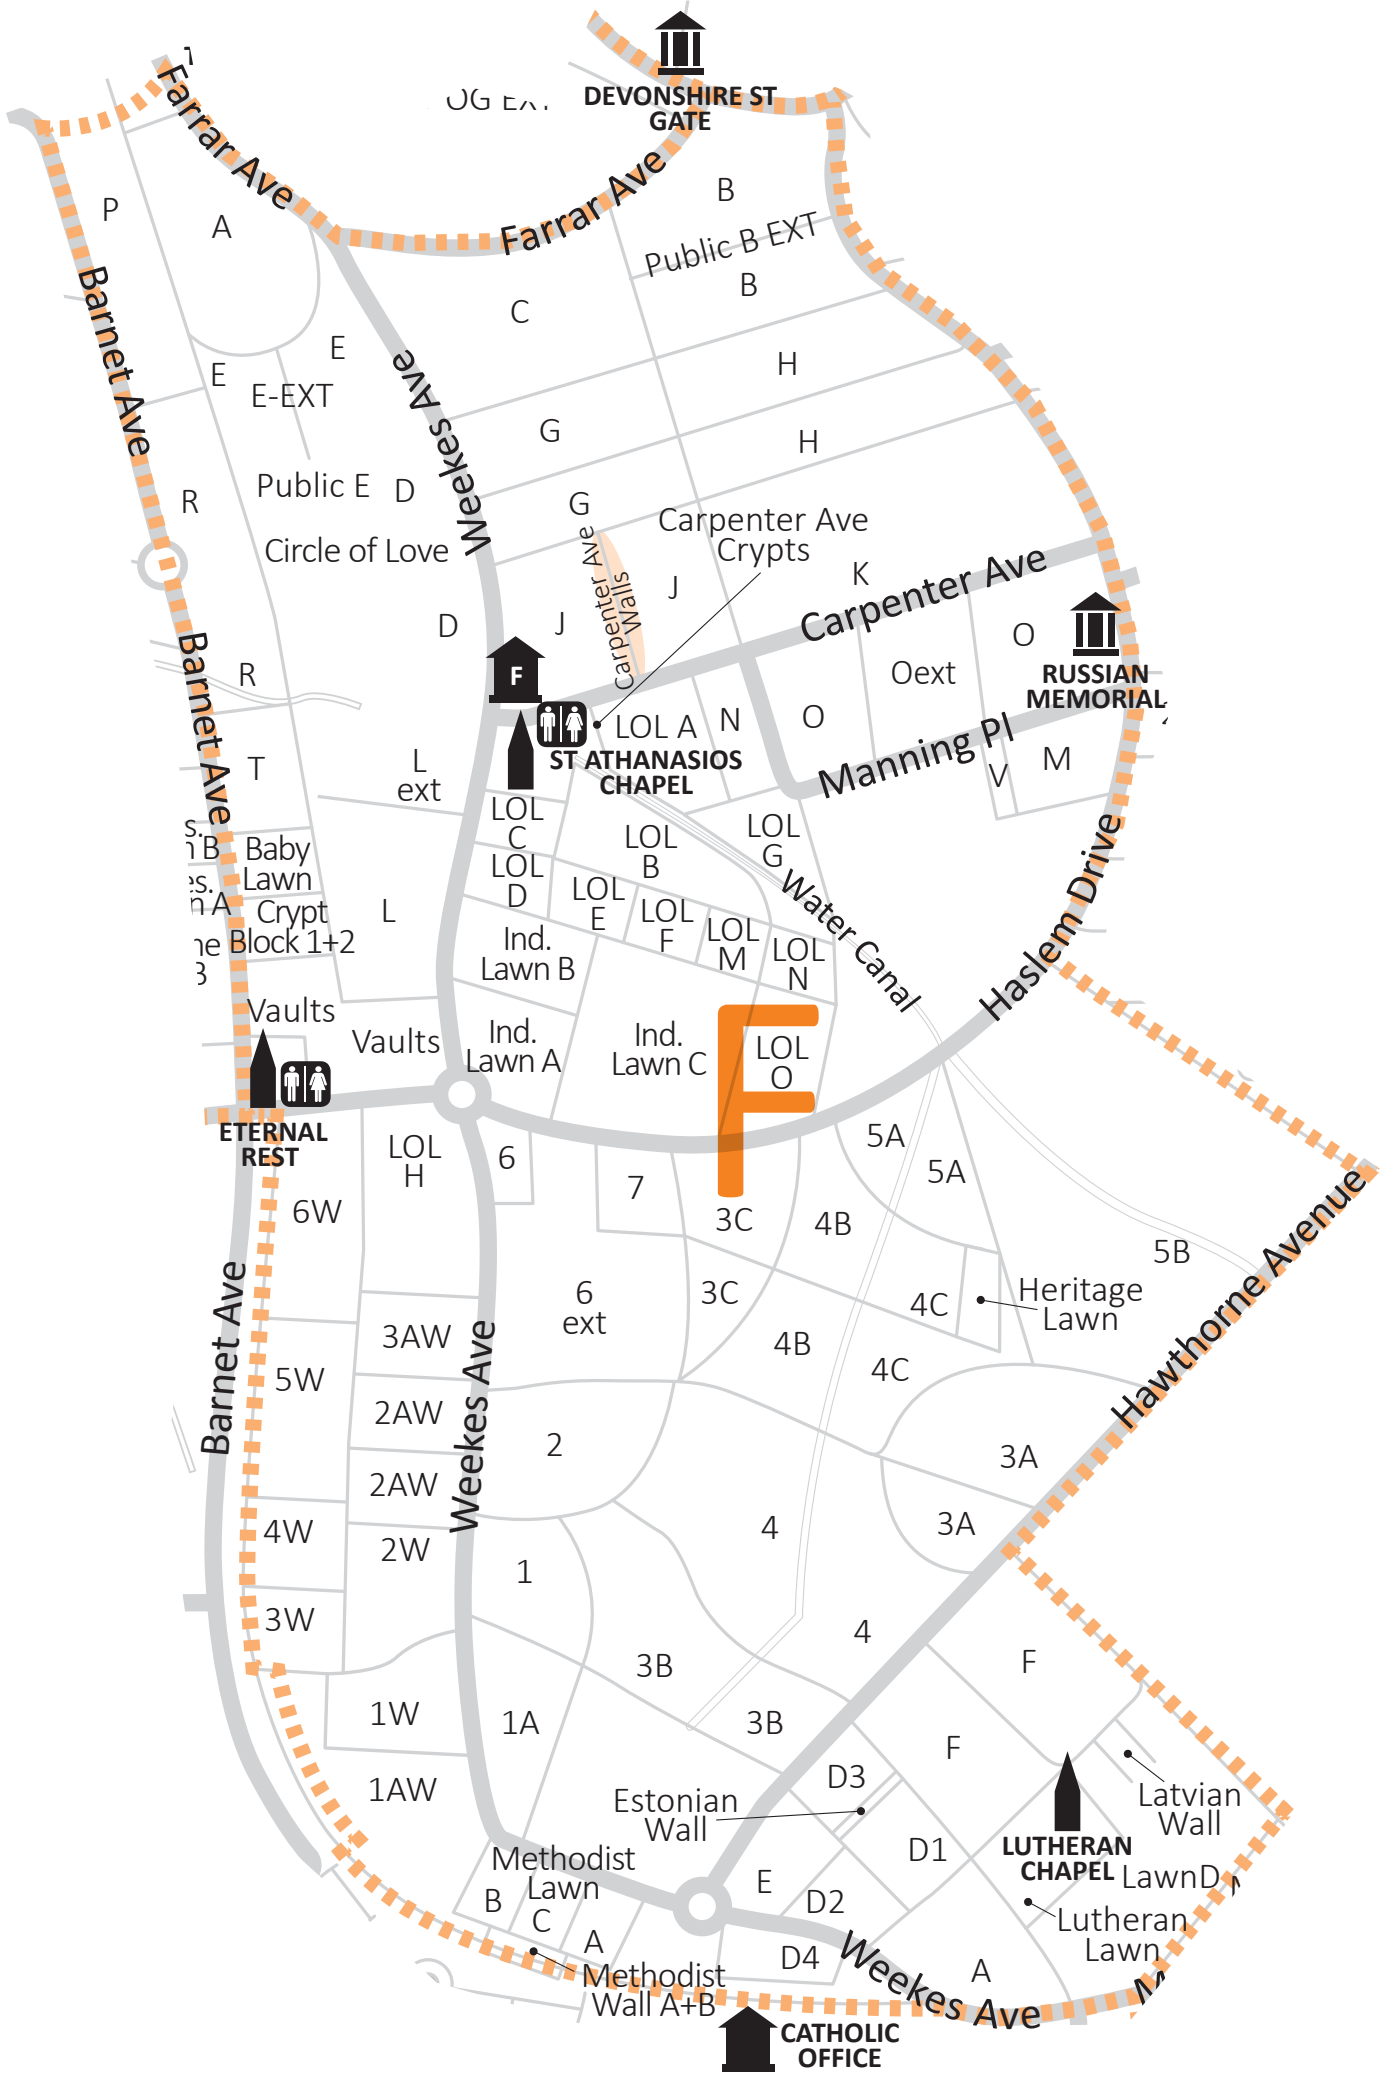 DEVONSHIRE ST
GATE
Farrar Ave
Farrar Ave
P
A
B
Public B EXT
B
Barnet Ave
C
E
E
E-EXT
Weekes Ave
H
G
H
R
Public E
D
G
Carpenter Ave
Crypts
Circle of Love
Carpenter Ave
Walls
J
J
K
Carpenter Ave
D
F
O
Oext
RUSSIAN
MEMORIAL
Barnet Ave
R
LOL A
N
O
ST ATHANASIOS
CHAPEL
Manning Pl
V
M
T
L
ext
LOL
C
LOL
B
LOL
G
Baby
Lawn
LOL
D
LOL
E
LOL
F
LOL
M
LOL
N
Water Canal
Haslem Drive
Crypt
Block 1+2
L
Ind.
Lawn B
Vaults
Vaults
Ind.
Lawn A
Ind.
Lawn C
LOL
O
F
ETERNAL
REST
LOL
H
6
7
5A
5A
6W
3C
4B
5B
Barnet Ave
6
ext
3C
4C
Heritage
Lawn
Hawthorne Avenue
3AW
4B
4C
5W
Weekes Ave
2AW
2
3A
2AW
4W
2W
4
3A
1
3W
4
3B
F
1W
1A
3B
F
1AW
D3
Estonian
Wall
Latvian
Wall
D1
LUTHERAN
CHAPEL
Methodist
Lawn
B
C
A
E
D2
LawnD
Lutheran
Lawn
D4
Weekes Ave
A
Methodist
Wall A+B
CATHOLIC
OFFICE